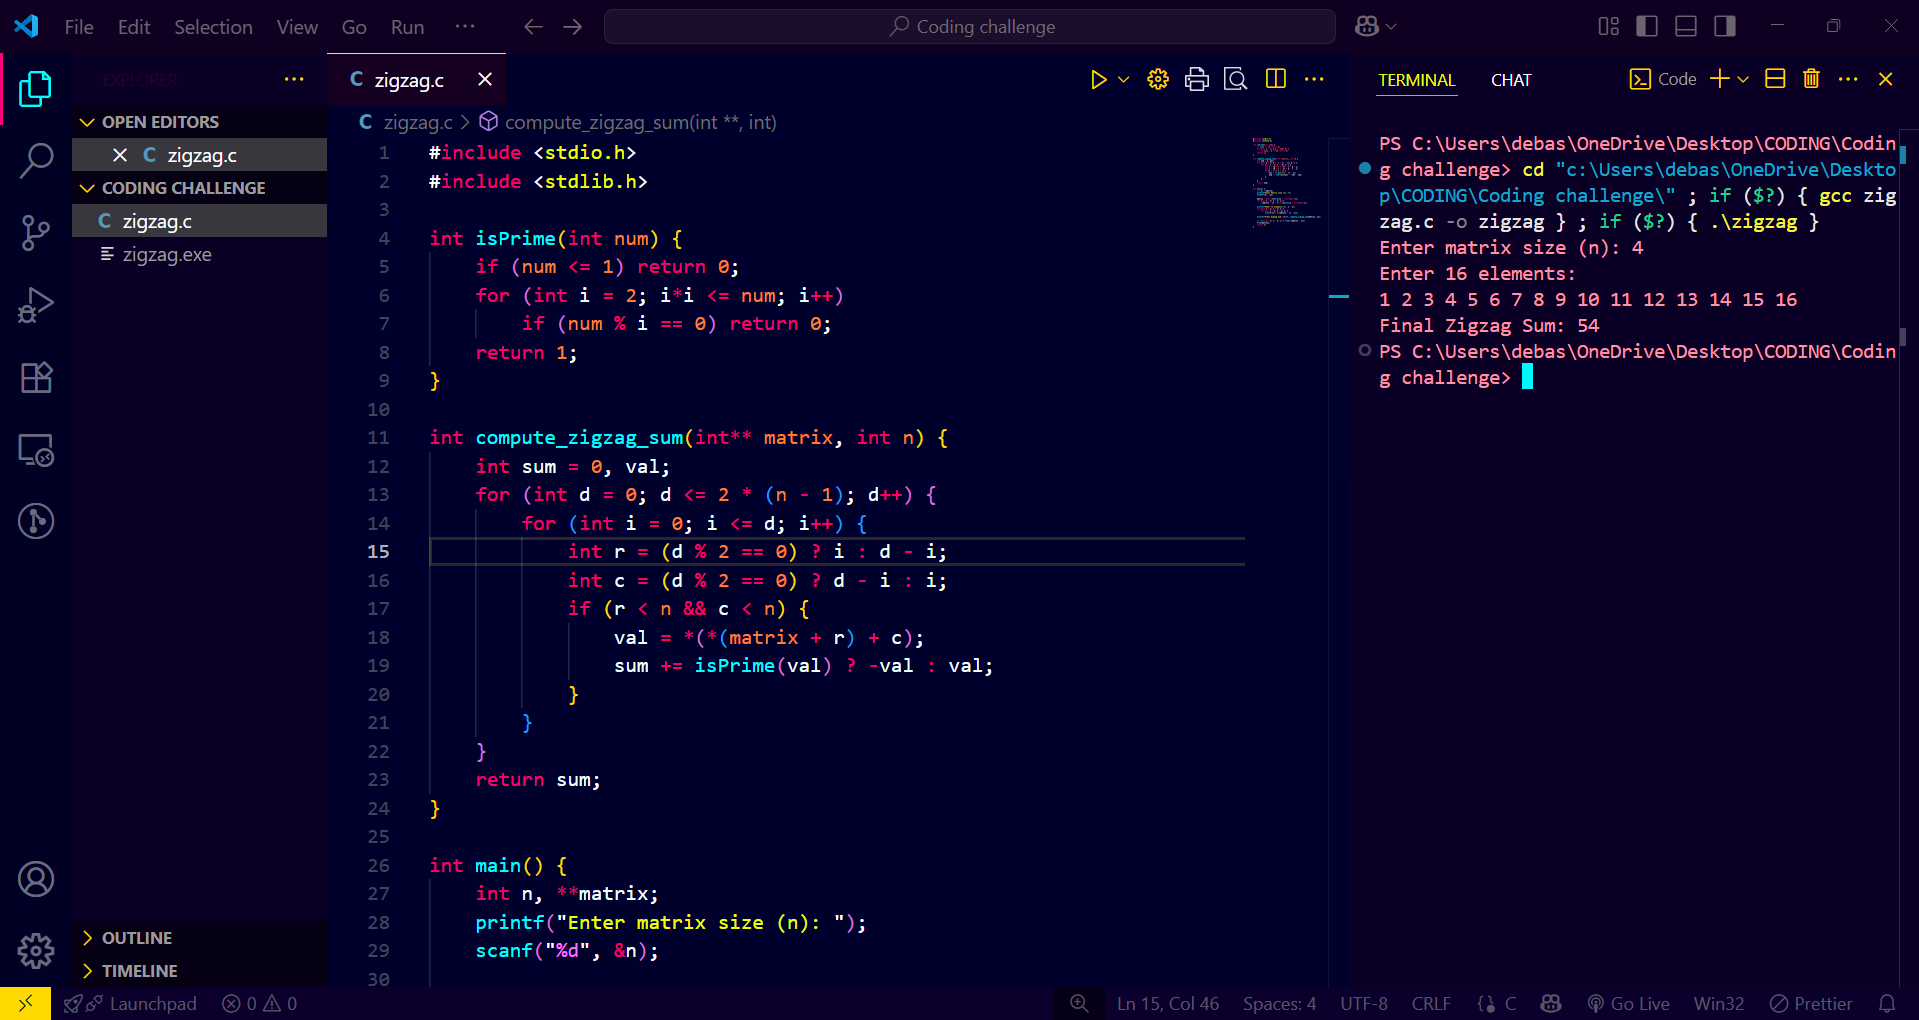 File Edit Selection View Go Run ··· Coding challenge
EXPLORER
OPEN EDITORS
C zigzag.c
CODING CHALLENGE
C zigzag.c
zigzag.exe
OUTLINE
TIMELINE
C zigzag.c
C zigzag.c > compute_zigzag_sum(int **, int)
1 #include <stdio.h>
2 #include <stdlib.h>
3
4 int isPrime(int num) {
5 if (num <= 1) return 0;
6 for (int i = 2; i*i <= num; i++)
7 if (num % i == 0) return 0;
8 return 1;
9 }
10
11 int compute_zigzag_sum(int** matrix, int n) {
12 int sum = 0, val;
13 for (int d = 0; d <= 2 * (n - 1); d++) {
14 for (int i = 0; i <= d; i++) {
15 int r = (d % 2 == 0) ? i : d - i;
16 int c = (d % 2 == 0) ? d - i : i;
17 if (r < n && c < n) {
18 val = *(*(matrix + r) + c);
19 sum += isPrime(val) ? -val : val;
20 }
21 }
22 }
23 return sum;
24 }
25
26 int main() {
27 int n, **matrix;
28 printf("Enter matrix size (n): ");
29 scanf("%d", &n);
30
TERMINAL CHAT Code
PS C:\Users\debas\OneDrive\Desktop\CODING\Codin
g challenge> cd "c:\Users\debas\OneDrive\Deskto
p\CODING\Coding challenge\" ; if ($?) { gcc zig
zag.c -o zigzag } ; if ($?) { .\zigzag }
Enter matrix size (n): 4
Enter 16 elements:
1 2 3 4 5 6 7 8 9 10 11 12 13 14 15 16
Final Zigzag Sum: 54
PS C:\Users\debas\OneDrive\Desktop\CODING\Codin
g challenge>
Launchpad 0 0 Ln 15, Col 46 Spaces: 4 UTF-8 CRLF C Go Live Win32 Prettier